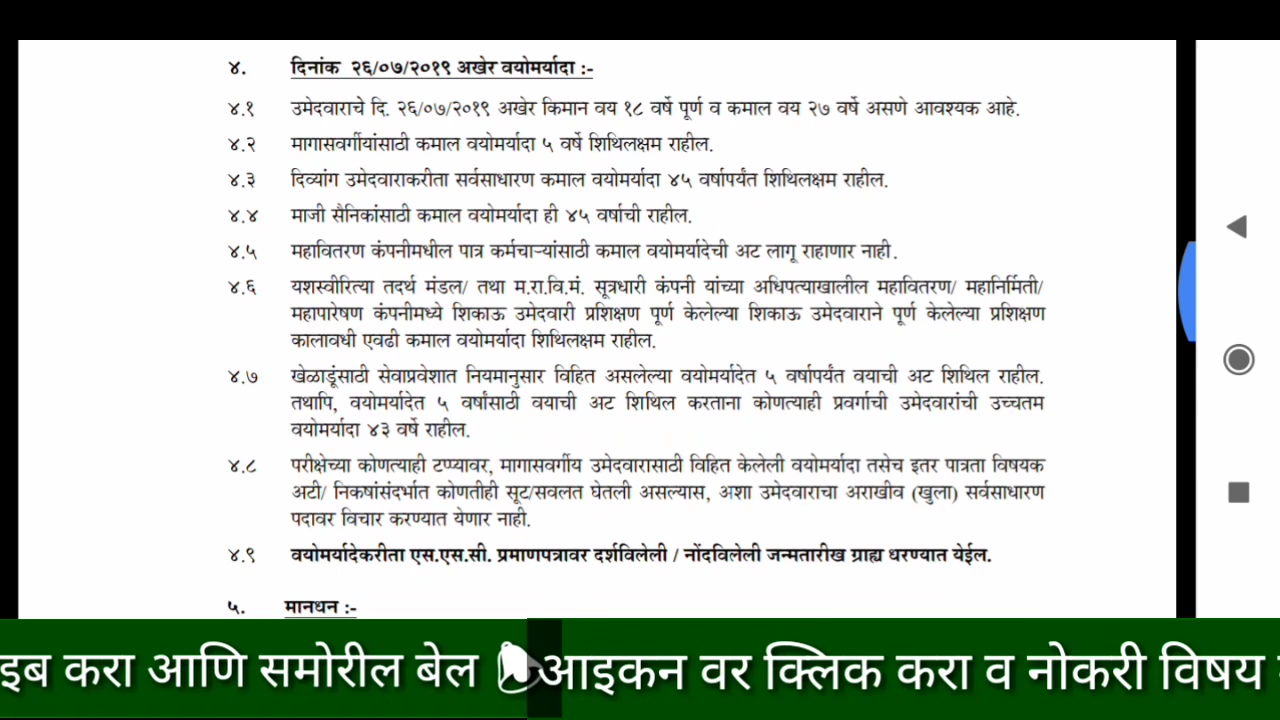 ४. दिनांक २६/०७/२०१९ अखेर वयोमर्यादा :-
४.१ उमेदवाराचे दि. २६/०७/२०१९ अखेर किमान वय १८ वर्षे पूर्ण व कमाल वय २७ वर्षे असणे आवश्यक आहे.
४.२ मागासवर्गीयांसाठी कमाल वयोमर्यादा ५ वर्षे शिथिलक्षम राहील.
४.३ दिव्यांग उमेदवाराकरीता सर्वसाधारण कमाल वयोमर्यादा ४५ वर्षापर्यंत शिथिलक्षम राहील.
४.४ माजी सैनिकांसाठी कमाल वयोमर्यादा ही ४५ वर्षाची राहील.
४.५ महावितरण कंपनीमधील पात्र कर्मचाऱ्यांसाठी कमाल वयोमर्यादेची अट लागू राहाणार नाही.
४.६ यशस्वीरित्या तदर्थ मंडल/ तथा म.रा.वि.मं. सूत्रधारी कंपनी यांच्या अधिपत्याखालील महावितरण/ महानिर्मिती/
महापारेषण कंपनीमध्ये शिकाऊ उमेदवारी प्रशिक्षण पूर्ण केलेल्या शिकाऊ उमेदवाराने पूर्ण केलेल्या प्रशिक्षण
कालावधी एवढी कमाल वयोमर्यादा शिथिलक्षम राहील.
४.७ खेळाडूंसाठी सेवाप्रवेशात नियमानुसार विहित असलेल्या वयोमर्यादेत ५ वर्षापर्यंत वयाची अट शिथिल राहील.
तथापि, वयोमर्यादेत ५ वर्षांसाठी वयाची अट शिथिल करताना कोणत्याही प्रवर्गाची उमेदवारांची उच्चतम
वयोमर्यादा ४३ वर्षे राहील.
४.८ परीक्षेच्या कोणत्याही टप्प्यावर, मागासवर्गीय उमेदवारासाठी विहित केलेली वयोमर्यादा तसेच इतर पात्रता विषयक
अटी/ निकषांसंदर्भात कोणतीही सूट/सवलत घेतली असल्यास, अशा उमेदवाराचा अराखीव (खुला) सर्वसाधारण
पदावर विचार करण्यात येणार नाही.
४.९ वयोमर्यादेकरीता एस.एस.सी. प्रमाणपत्रावर दर्शविलेली / नोंदविलेली जन्मतारीख ग्राह्य धरण्यात येईल.
५. मानधन :-
इब करा आणि समोरील बेल आइकन वर क्लिक करा व नोकरी विषय